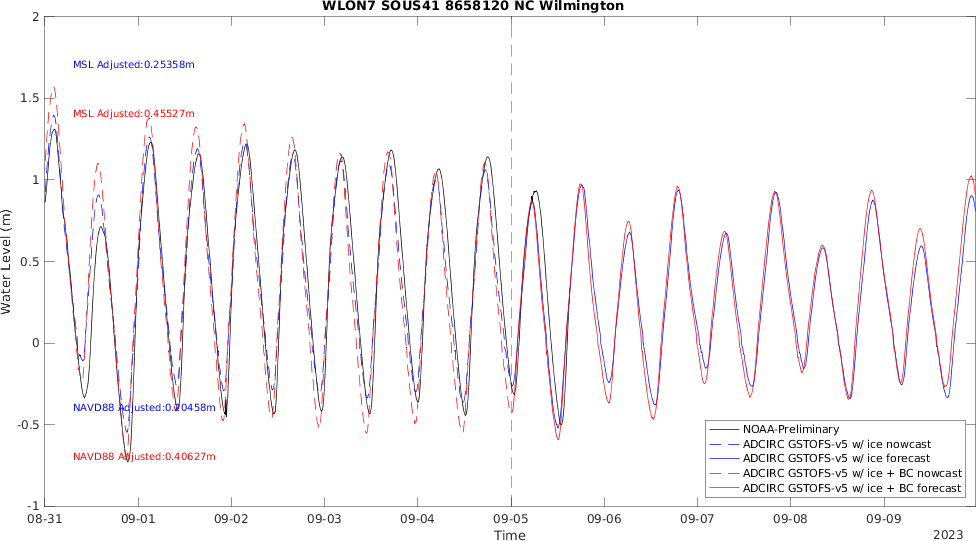 WLON7 SOUS41 8658120 NC Wilmington
2
1.5
1
0.5
0
-0.5
-1
Water Level (m)
MSL Adjusted:0.25358m
MSL Adjusted:0.45527m
NAVD88 Adjusted:0.20458m
NAVD88 Adjusted:0.40627m
NOAA-Preliminary
ADCIRC GSTOFS-v5 w/ ice nowcast
ADCIRC GSTOFS-v5 w/ ice forecast
ADCIRC GSTOFS-v5 w/ ice + BC nowcast
ADCIRC GSTOFS-v5 w/ ice + BC forecast
08-31 09-01 09-02 09-03 09-04 09-05 09-06 09-07 09-08 09-09
Time
2023